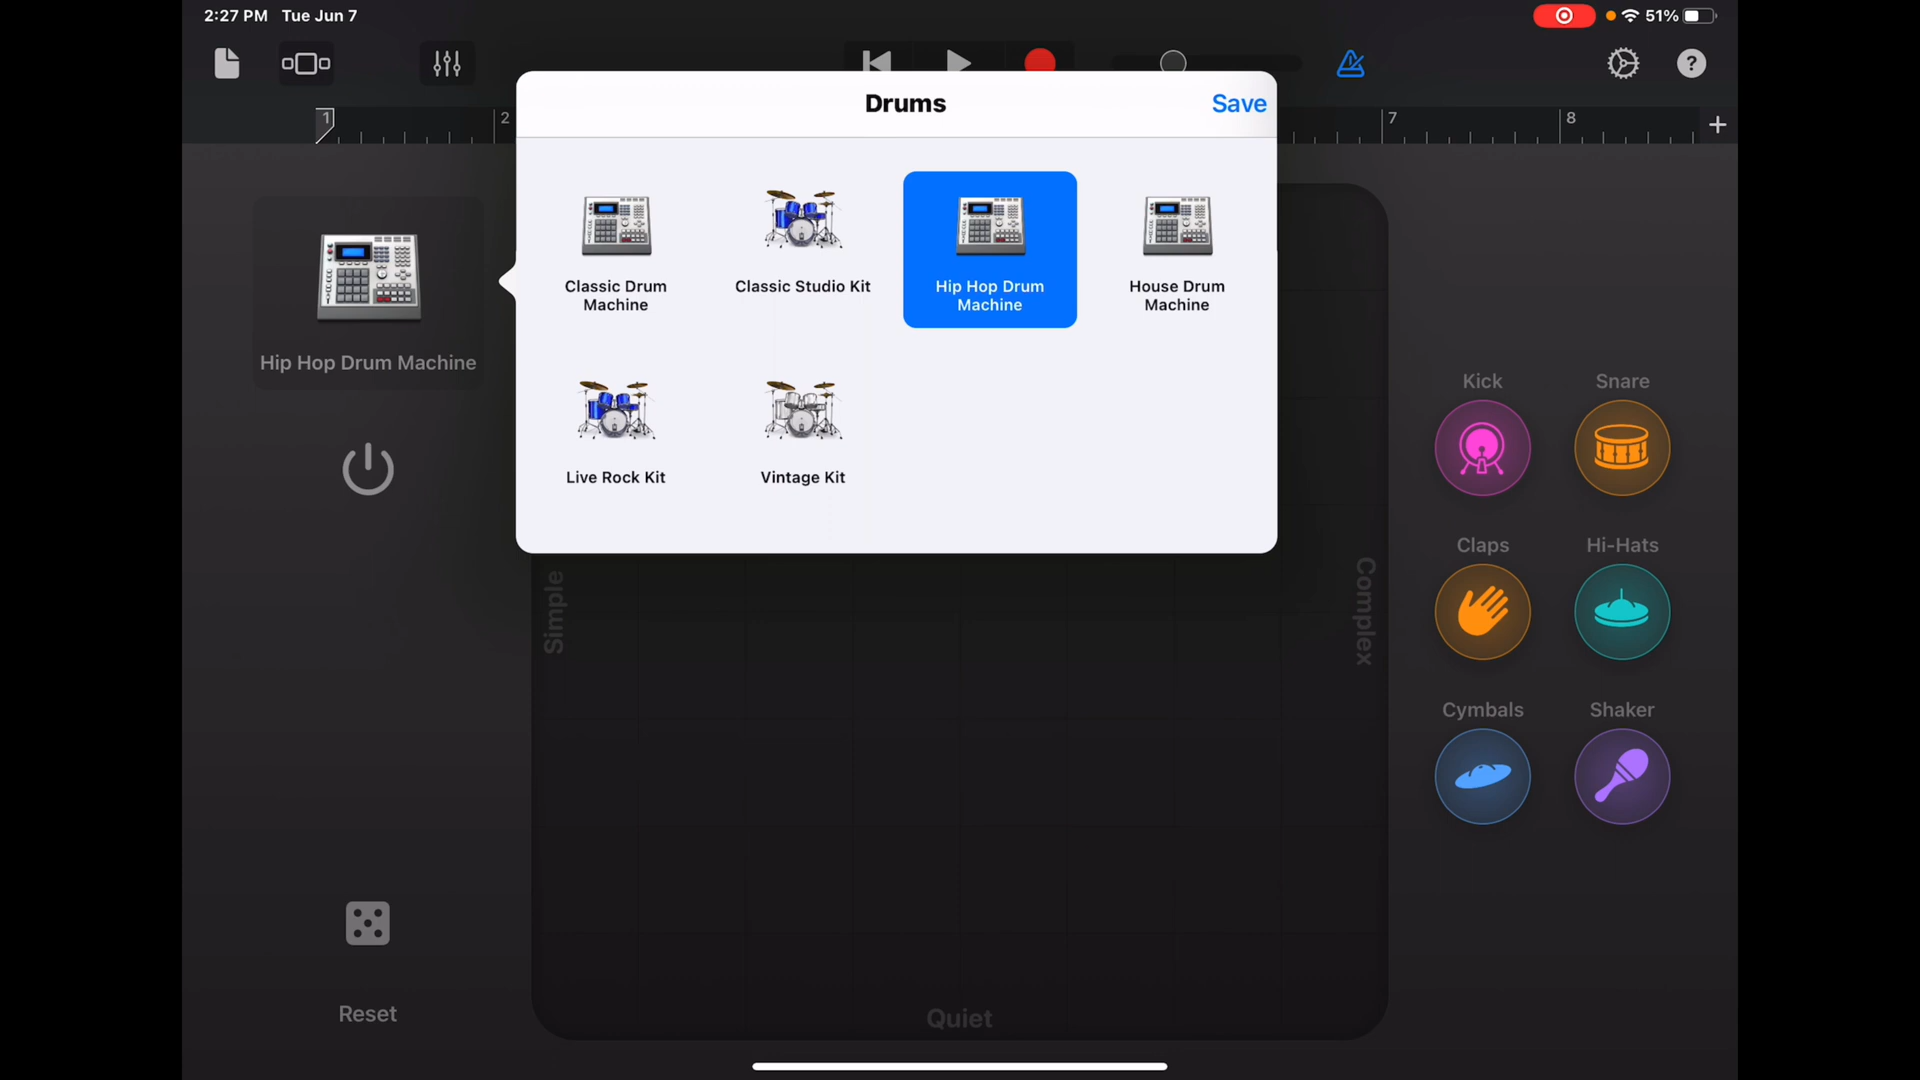 2:27 PM Tue Jun 7
51%
Drums
Save
1
2
7
8
Classic Drum
Machine
Classic Studio Kit
Hip Hop Drum
Machine
House Drum
Machine
Live Rock Kit
Vintage Kit
Hip Hop Drum Machine
Reset
Simple
Complex
Quiet
Kick
Snare
Claps
Hi-Hats
Cymbals
Shaker